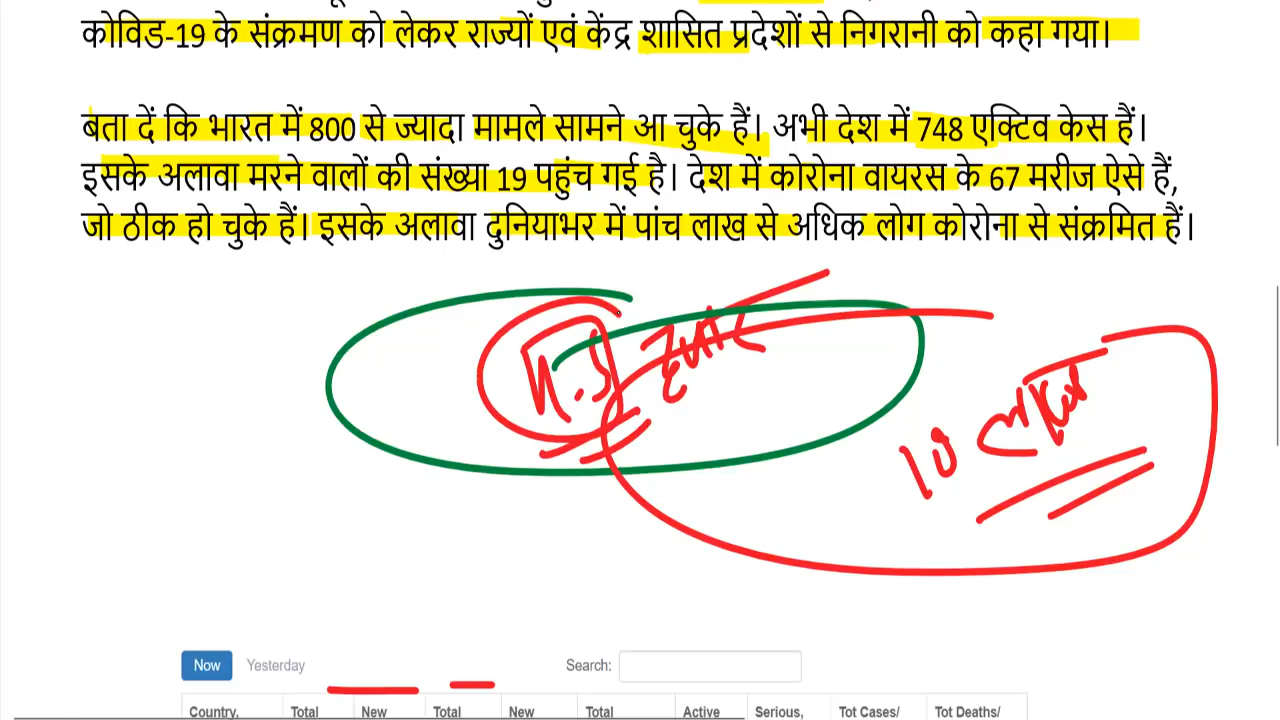 कोविड-19 के संक्रमण को लेकर राज्यों एवं केंद्र शासित प्रदेशों से निगरानी को कहा गया।
बता दें कि भारत में 800 से ज्यादा मामले सामने आ चुके हैं। अभी देश में 748 एक्टिव केस हैं।
इसके अलावा मरने वालों की संख्या 19 पहुंच गई है। देश में कोरोना वायरस के 67 मरीज ऐसे हैं,
जो ठीक हो चुके हैं। इसके अलावा दुनियाभर में पांच लाख से अधिक लोग कोरोना से संक्रमित हैं।
10
Now Yesterday Search:
Country, Total New Total New Total Active Serious, Tot Cases/ Tot Deaths/